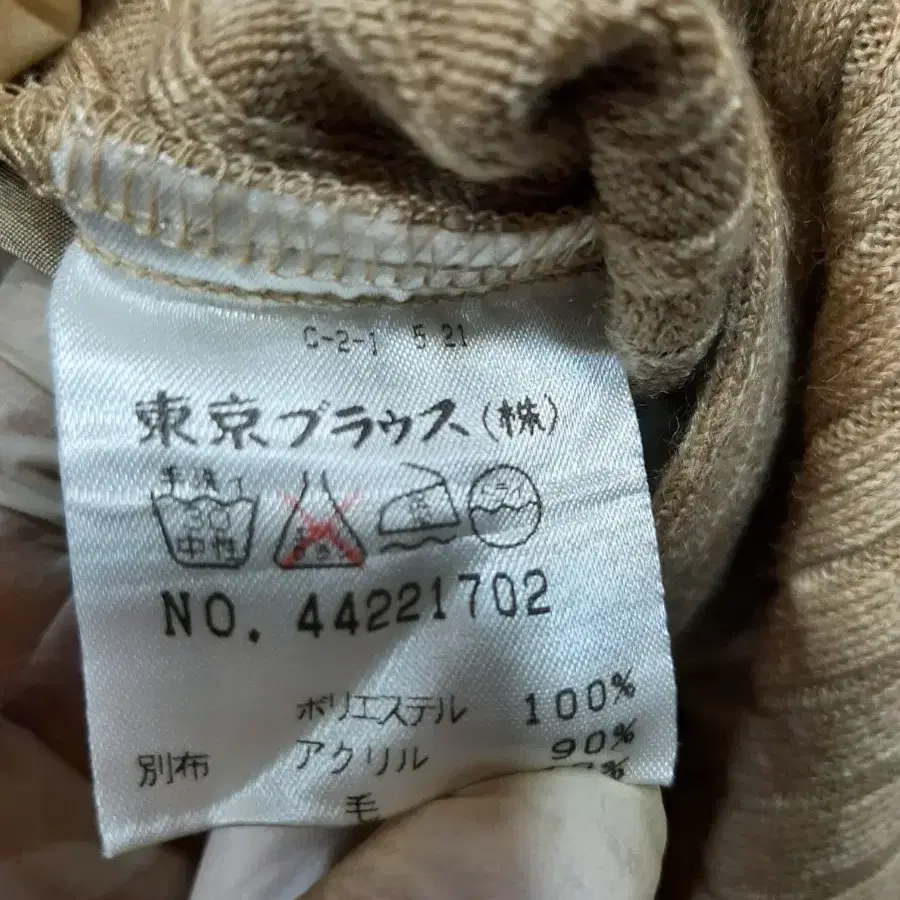 C-2-1 5 21
東京ブラウス(株)
手洗イ
30
中性
NO. 44221702
ポリエステル 100%
別布 アクリル 90%
毛 %